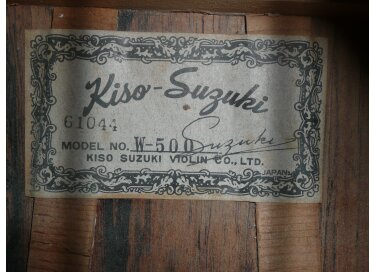 Kiso-Suzuki
61044
MODEL NO. W-500 Suzuki
KISO SUZUKI VIOLIN CO., LTD.
JAPAN